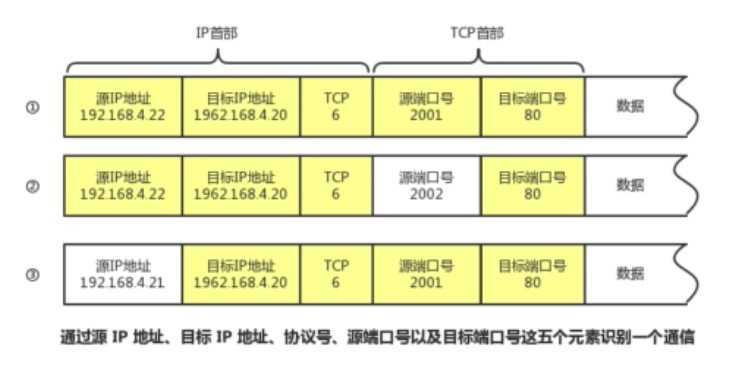 IP首部 TCP首部
① 源IP地址 目标IP地址 TCP 源端口号 目标端口号 数据
192.168.4.22 1962.168.4.20 6 2001 80
② 源IP地址 目标IP地址 TCP 源端口号 目标端口号 数据
192.168.4.22 1962.168.4.20 6 2002 80
③ 源IP地址 目标IP地址 TCP 源端口号 目标端口号 数据
192.168.4.21 1962.168.4.20 6 2001 80
通过源 IP 地址、目标 IP 地址、协议号、源端口号以及目标端口号这五个元素识别一个通信